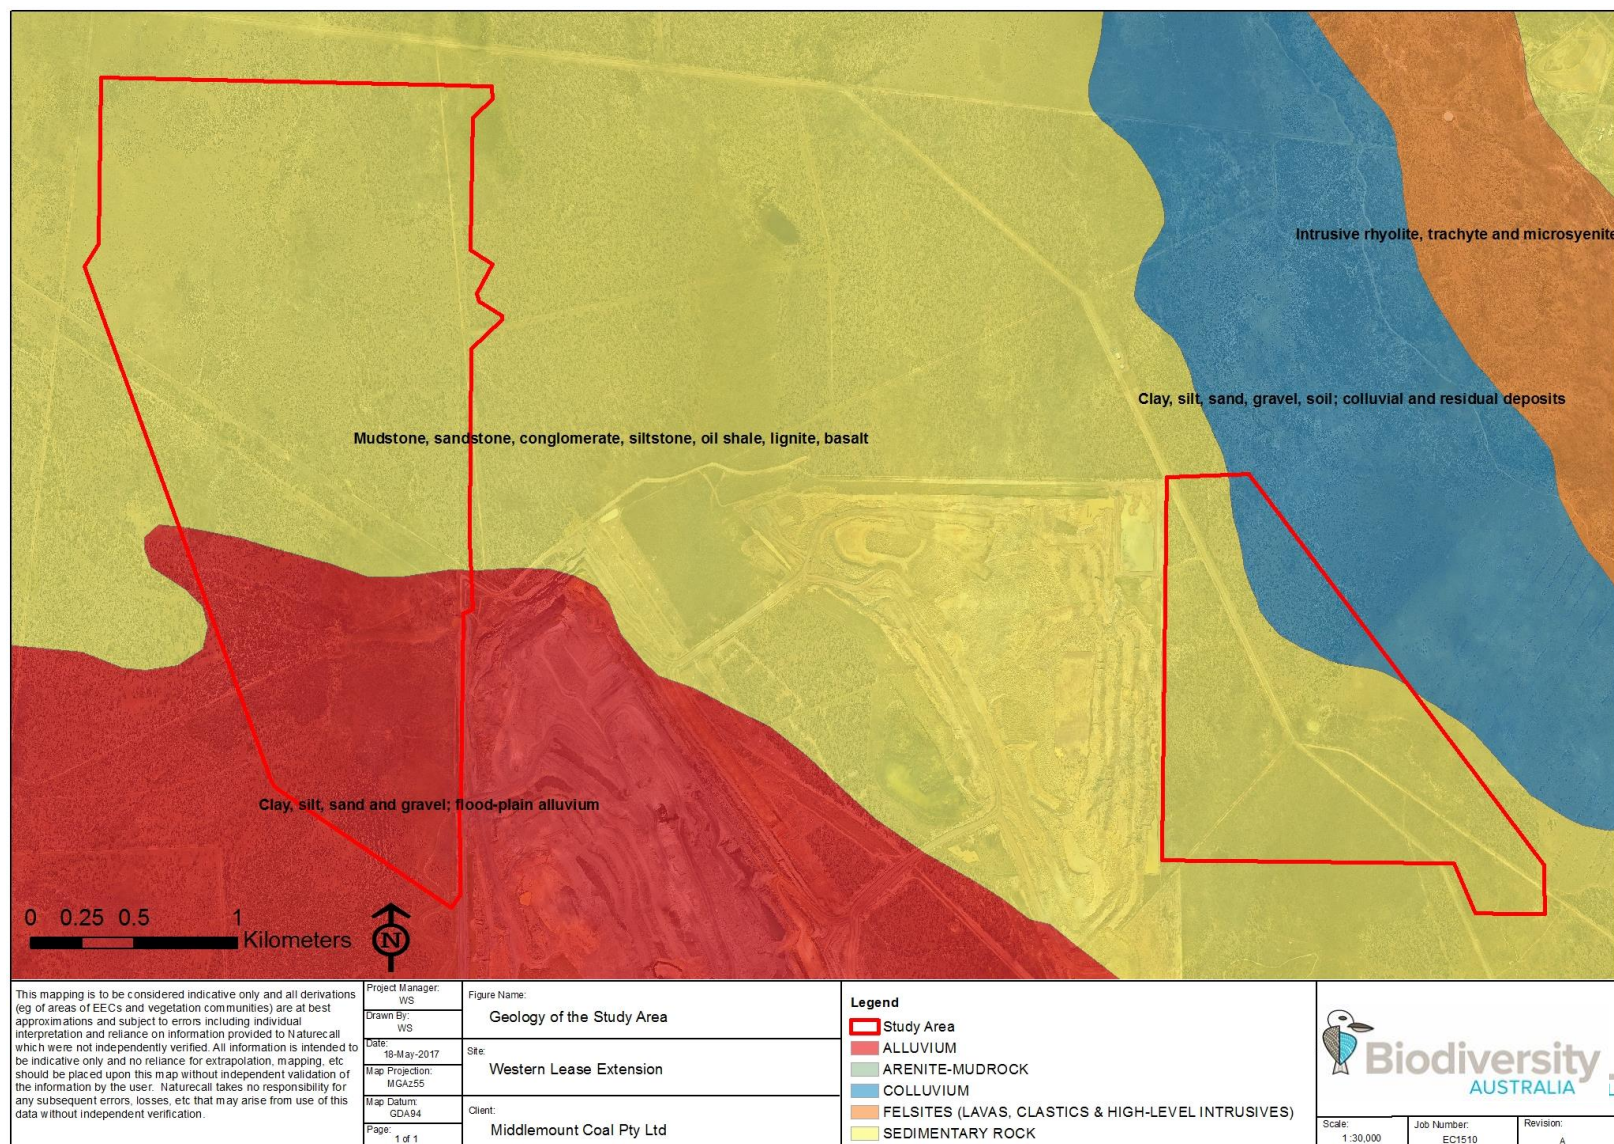 Intrusive rhyolite, trachyte and microsyenite
Clay, silt, sand, gravel, soil; colluvial and residual deposits
Mudstone, sandstone, conglomerate, siltstone, oil shale, lignite, basalt
Clay, silt, sand and gravel; flood-plain alluvium
0 0.25 0.5 1
Kilometers
N
This mapping is to be considered indicative only and all derivations
(eg of areas of EECs and vegetation communities) are at best
approximations and subject to errors including individual
interpretation and reliance on information provided to Naturecall
which were not independently verified. All information is intended to
be indicative only and no reliance for extrapolation, mapping, etc
should be placed upon this map without independent validation of
the information by the user. Naturecall takes no responsibility for
any subsequent errors, losses, etc that may arise from use of this
data without independent verification.
Project Manager:
WS
Drawn By:
WS
Date:
18-May-2017
Map Projection:
MGAz55
Map Datum:
GDA94
Page:
1 of 1
Figure Name:
Geology of the Study Area
Site:
Western Lease Extension
Client:
Middlemount Coal Pty Ltd
Legend
Study Area
ALLUVIUM
ARENITE-MUDROCK
COLLUVIUM
FELSITES (LAVAS, CLASTICS & HIGH-LEVEL INTRUSIVES)
SEDIMENTARY ROCK
Biodiversity
AUSTRALIA
Scale:
1:30,000
Job Number:
EC1510
Revision:
A